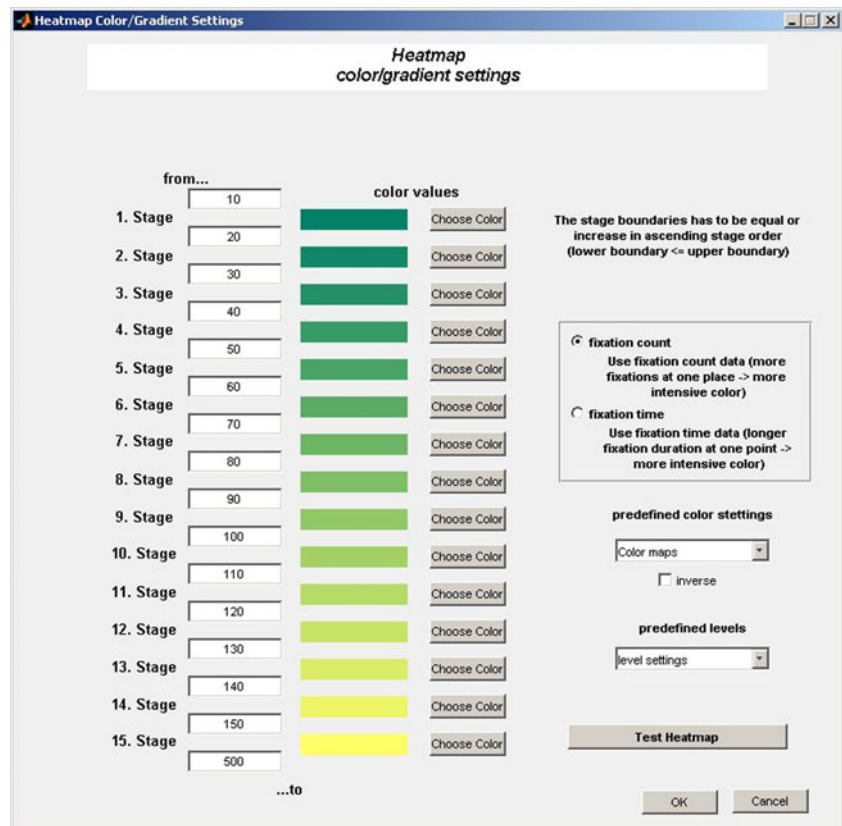 Heatmap Color/Gradient Settings
Heatmap
color/gradient settings
from...
color values
10
1. Stage
Choose Color
20
2. Stage
Choose Color
30
3. Stage
Choose Color
40
4. Stage
Choose Color
50
5. Stage
Choose Color
60
6. Stage
Choose Color
70
7. Stage
Choose Color
80
8. Stage
Choose Color
90
9. Stage
Choose Color
100
10. Stage
Choose Color
110
11. Stage
Choose Color
120
12. Stage
Choose Color
130
13. Stage
Choose Color
140
14. Stage
Choose Color
150
15. Stage
Choose Color
500
...to
The stage boundaries has to be equal or
increase in ascending stage order
(lower boundary <= upper boundary)
fixation count
Use fixation count data (more
fixations at one place -> more
intensive color)
fixation time
Use fixation time data (longer
fixation duration at one point ->
more intensive color)
predefined color stettings
Color maps
inverse
predefined levels
level settings
Test Heatmap
OK
Cancel